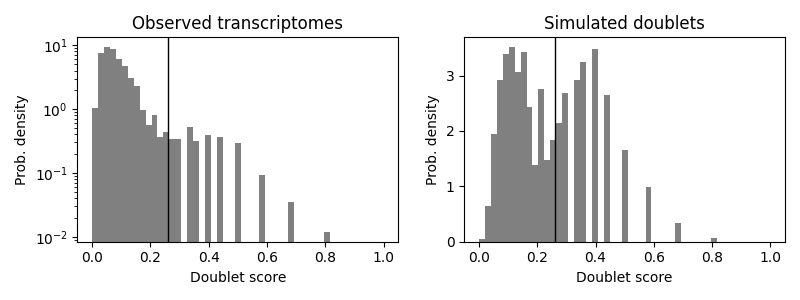 Observed transcriptomes
Prob. density
10¹
10⁰
10⁻¹
10⁻²
0.0 0.2 0.4 0.6 0.8 1.0
Doublet score
Simulated doublets
Prob. density
3
2
1
0
0.0 0.2 0.4 0.6 0.8 1.0
Doublet score